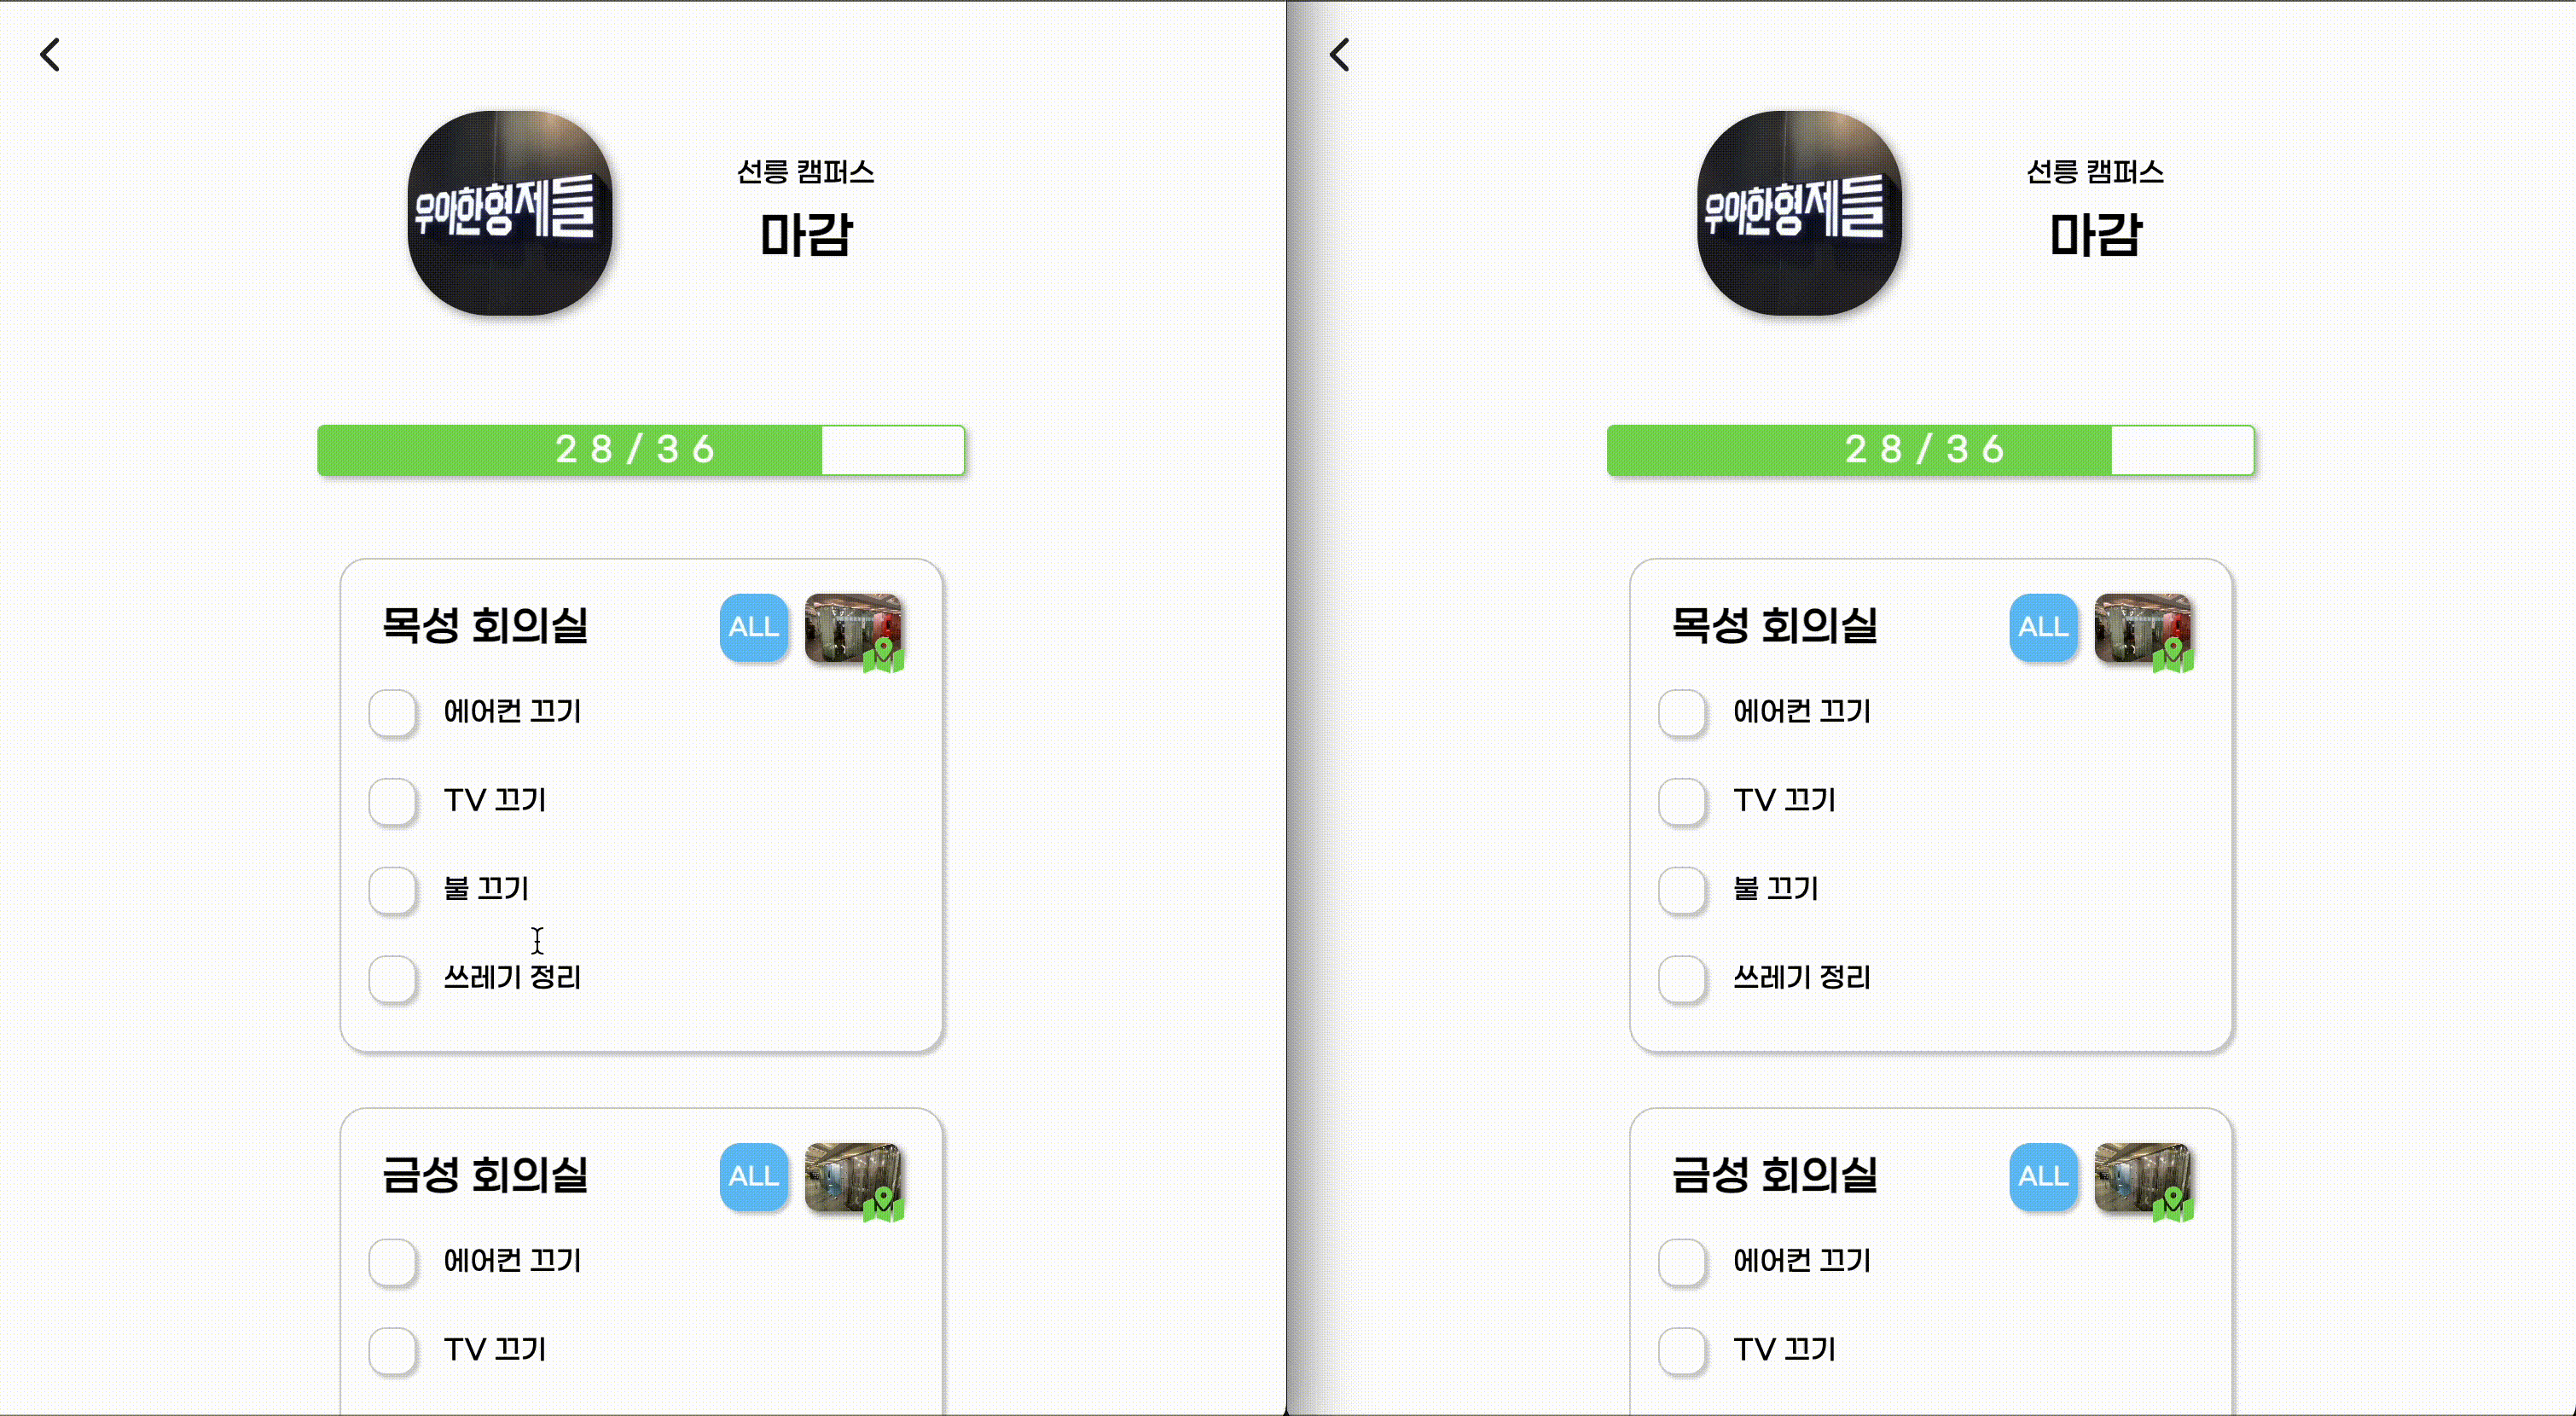 우아한형제들
선릉 캠퍼스
마감
28/36
목성 회의실
ALL
에어컨 끄기
TV 끄기
불 끄기
쓰레기 정리
금성 회의실
ALL
에어컨 끄기
TV 끄기
우아한형제들
선릉 캠퍼스
마감
28/36
목성 회의실
ALL
에어컨 끄기
TV 끄기
불 끄기
쓰레기 정리
금성 회의실
ALL
에어컨 끄기
TV 끄기